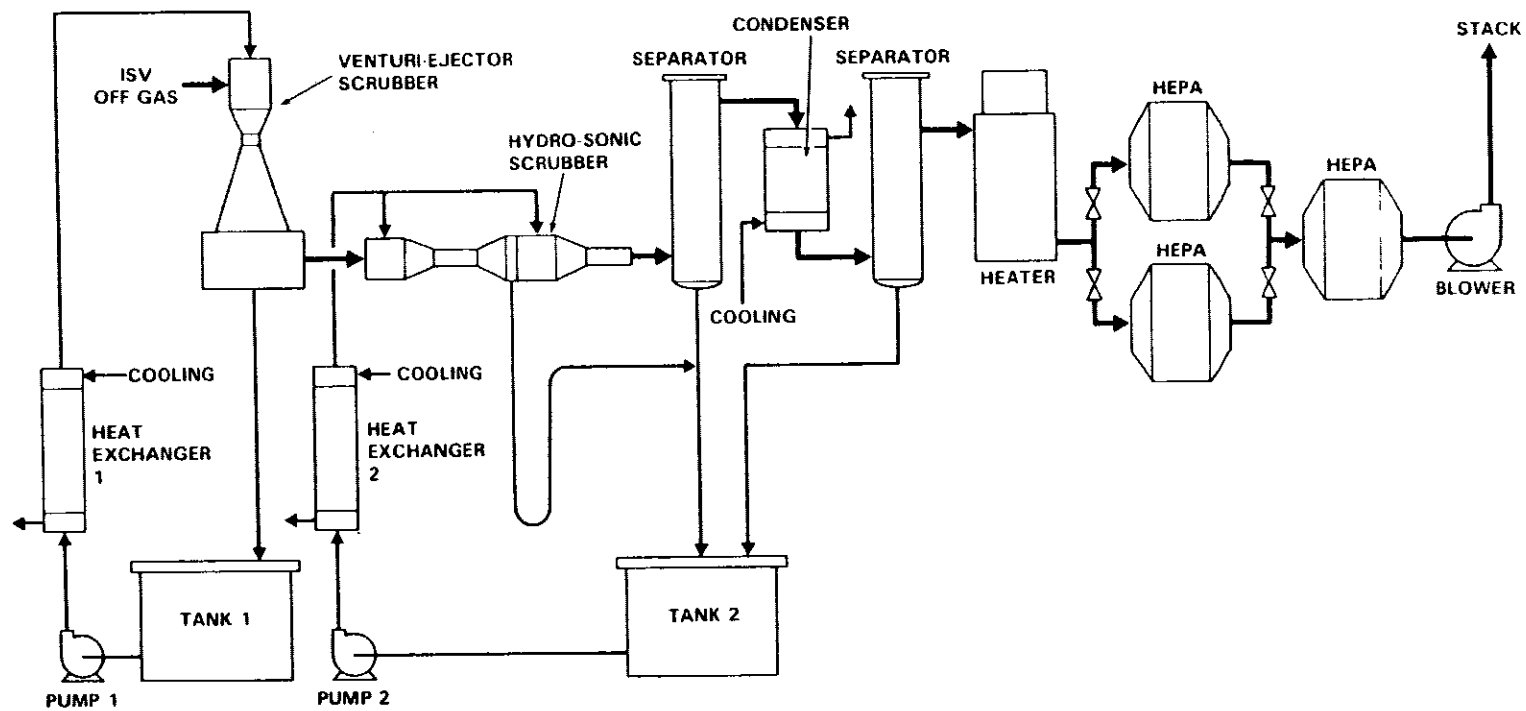 CONDENSER
STACK
SEPARATOR
SEPARATOR
VENTURI-EJECTOR
SCRUBBER
ISV
OFF GAS
HEPA
HYDRO-SONIC
SCRUBBER
HEPA
HEPA
HEATER
BLOWER
COOLING
COOLING
COOLING
HEAT
EXCHANGER
1
HEAT
EXCHANGER
2
TANK 1
TANK 2
PUMP 1
PUMP 2